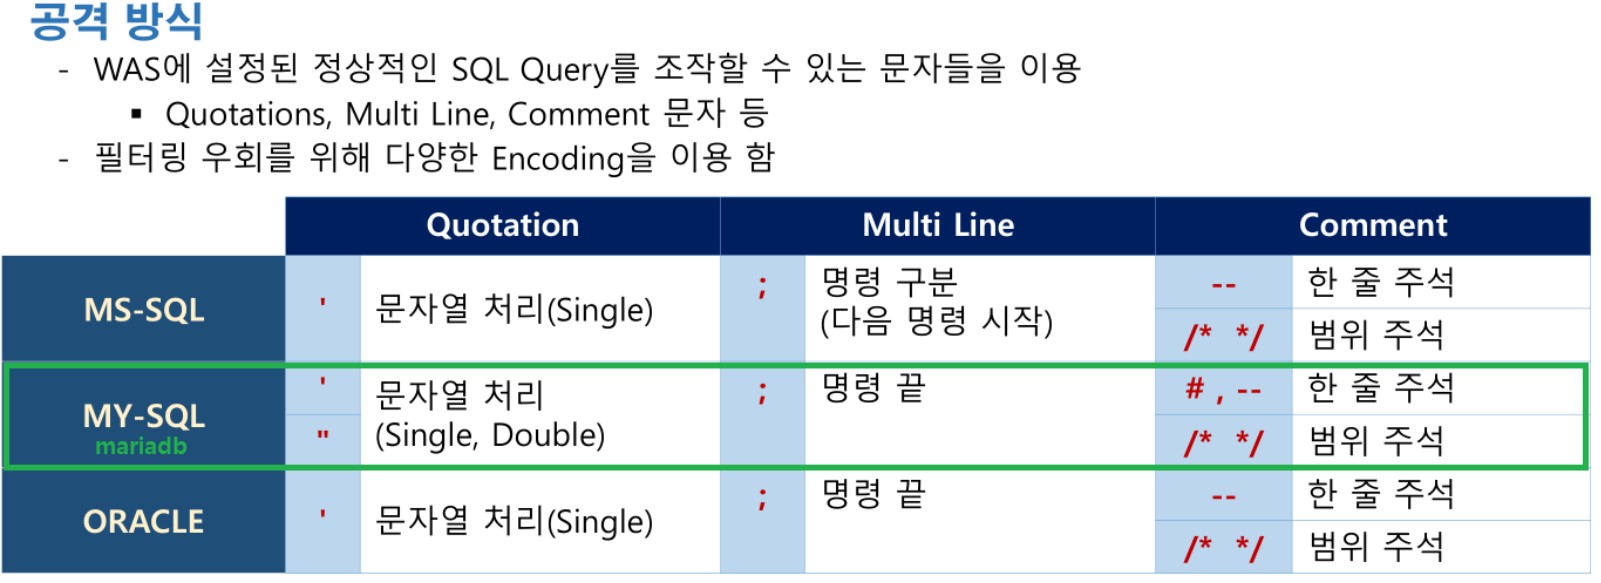 공격 방식
- WAS에 설정된 정상적인 SQL Query를 조작할 수 있는 문자들을 이용
▪ Quotations, Multi Line, Comment 문자 등
- 필터링 우회를 위해 다양한 Encoding을 이용 함
Quotation Multi Line Comment
MS-SQL ' 문자열 처리(Single) ; 명령 구분 -- 한 줄 주석
(다음 명령 시작) /* */ 범위 주석
MY-SQL ' 문자열 처리 ; 명령 끝 # , -- 한 줄 주석
mariadb " (Single, Double) /* */ 범위 주석
ORACLE ' 문자열 처리(Single) ; 명령 끝 -- 한 줄 주석
/* */ 범위 주석